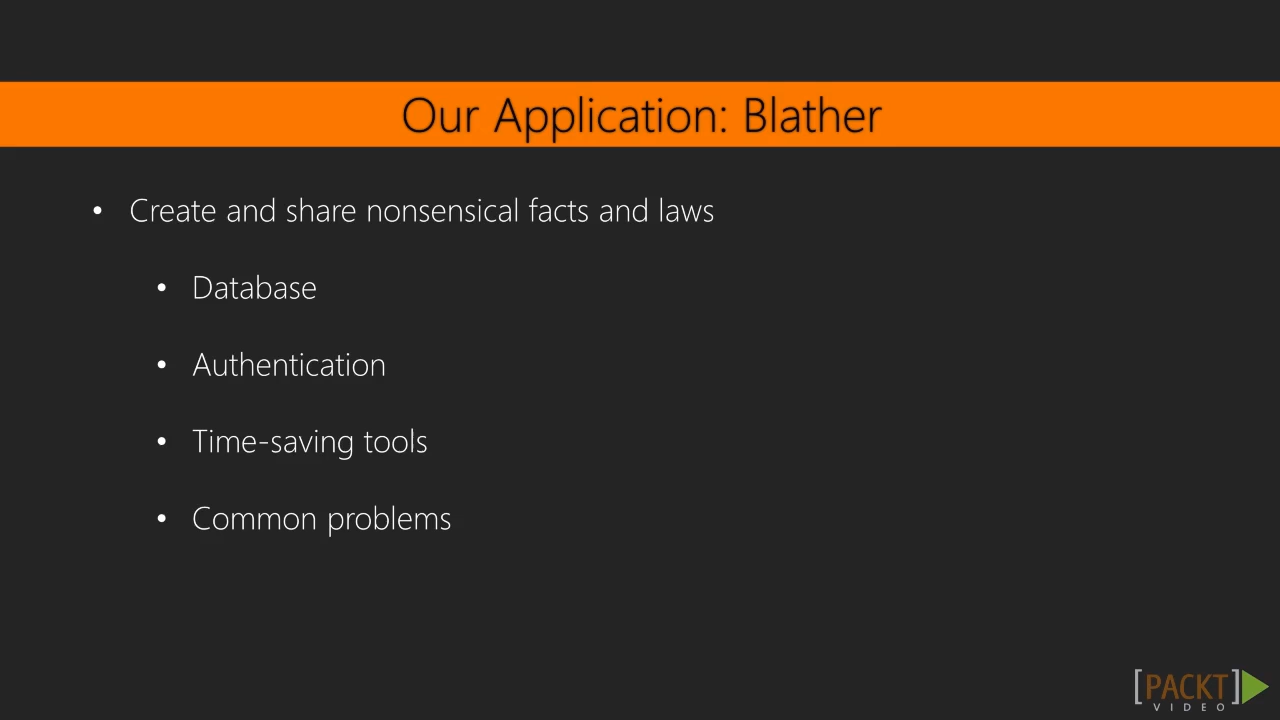 Our Application: Blather
• Create and share nonsensical facts and laws
• Database
• Authentication
• Time-saving tools
• Common problems
[PACKT]
VIDEO